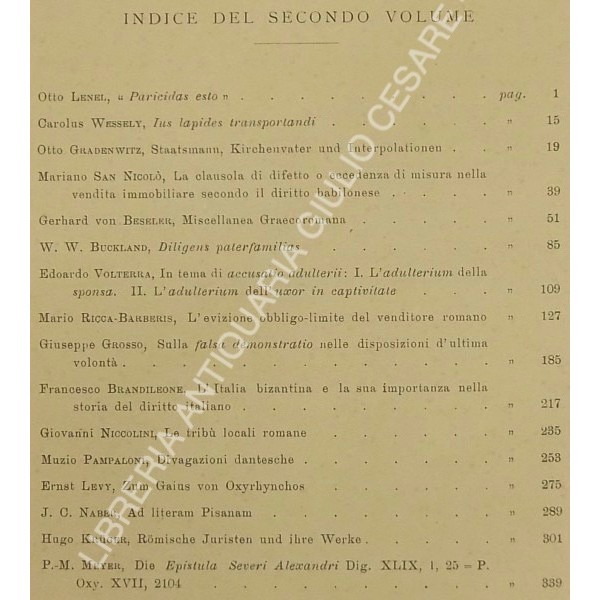 INDICE DEL SECONDO VOLUME
Otto Lenel, « Paricidas esto » . . . . . . . . pag. 1
Carolus Wessely, Ius lapides transportandi . . . . . . » 15
Otto Gradenwitz, Staatsmann, Kirchenvater und Interpolationen . . » 19
Mariano San Nicolò, La clausola di difetto o eccedenza di misura nella
vendita immobiliare secondo il diritto babilonese . . . . » 39
Gerhard von Beseler, Miscellanea Graecoromana . . . . . » 51
W. W. Buckland, Diligens paterfamilias . . . . . . » 85
Edoardo Volterra, In tema di accusatio adulterii: I. L'adulterium della
sponsa. II. L'adulterium dell'uxor in captivitate . . . » 109
Mario Ricca-Barberis, L'evizione obbligo-limite del venditore romano » 127
Giuseppe Grosso, Sulla falsa demonstratio nelle disposizioni d'ultima
volontà . . . . . . . . . . . . » 185
Francesco Brandileone, L'Italia bizantina e la sua importanza nella
storia del diritto italiano . . . . . . . . » 217
Giovanni Niccolini, Le tribù locali romane . . . . . » 235
Muzio Pampaloni, Divagazioni dantesche . . . . . . » 253
Ernst Levy, Zum Gaius von Oxyrhynchos . . . . . . » 275
J. C. Naber, Ad literam Pisanam . . . . . . . » 289
Hugo Krüger, Römische Juristen und ihre Werke . . . . . » 301
P.-M. Meyer, Die Epistula Severi Alexandri Dig. XLIX, 1, 25 = P.
Oxy. XVII, 2104 . . . . . . . . . » 339
LIBRERIA ANTIQUARIA GIULIO CESARE